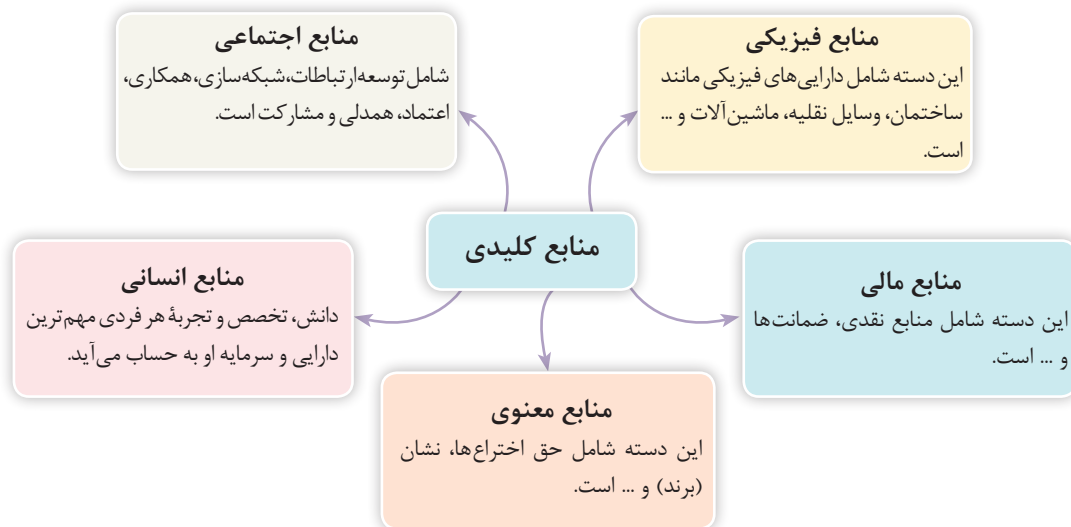 منابع فیزیکی
این دسته شامل دارایی‌های فیزیکی مانند
ساختمان، وسایل نقلیه، ماشین‌آلات و ...
است.
منابع اجتماعی
شامل توسعه‌ارتباطات،شبکه‌سازی،همکاری،
اعتماد، همدلی و مشارکت است.
منابع کلیدی
منابع مالی
این دسته شامل منابع نقدی، ضمانت‌ها
و ... است.
منابع انسانی
دانش، تخصص و تجربهٔ هر فردی مهم‌ترین
دارایی و سرمایه او به حساب می‌آید.
منابع معنوی
این دسته شامل حق اختراع‌ها، نشان
(برند) و ... است.